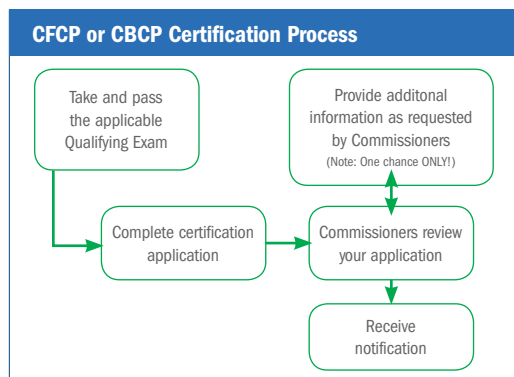 CFCP or CBCP Certification Process
Take and pass
the applicable
Qualifying Exam
Provide additonal
information as requested
by Commissioners
(Note: One chance ONLY!)
Complete certification
application
Commissioners review
your application
Receive
notification